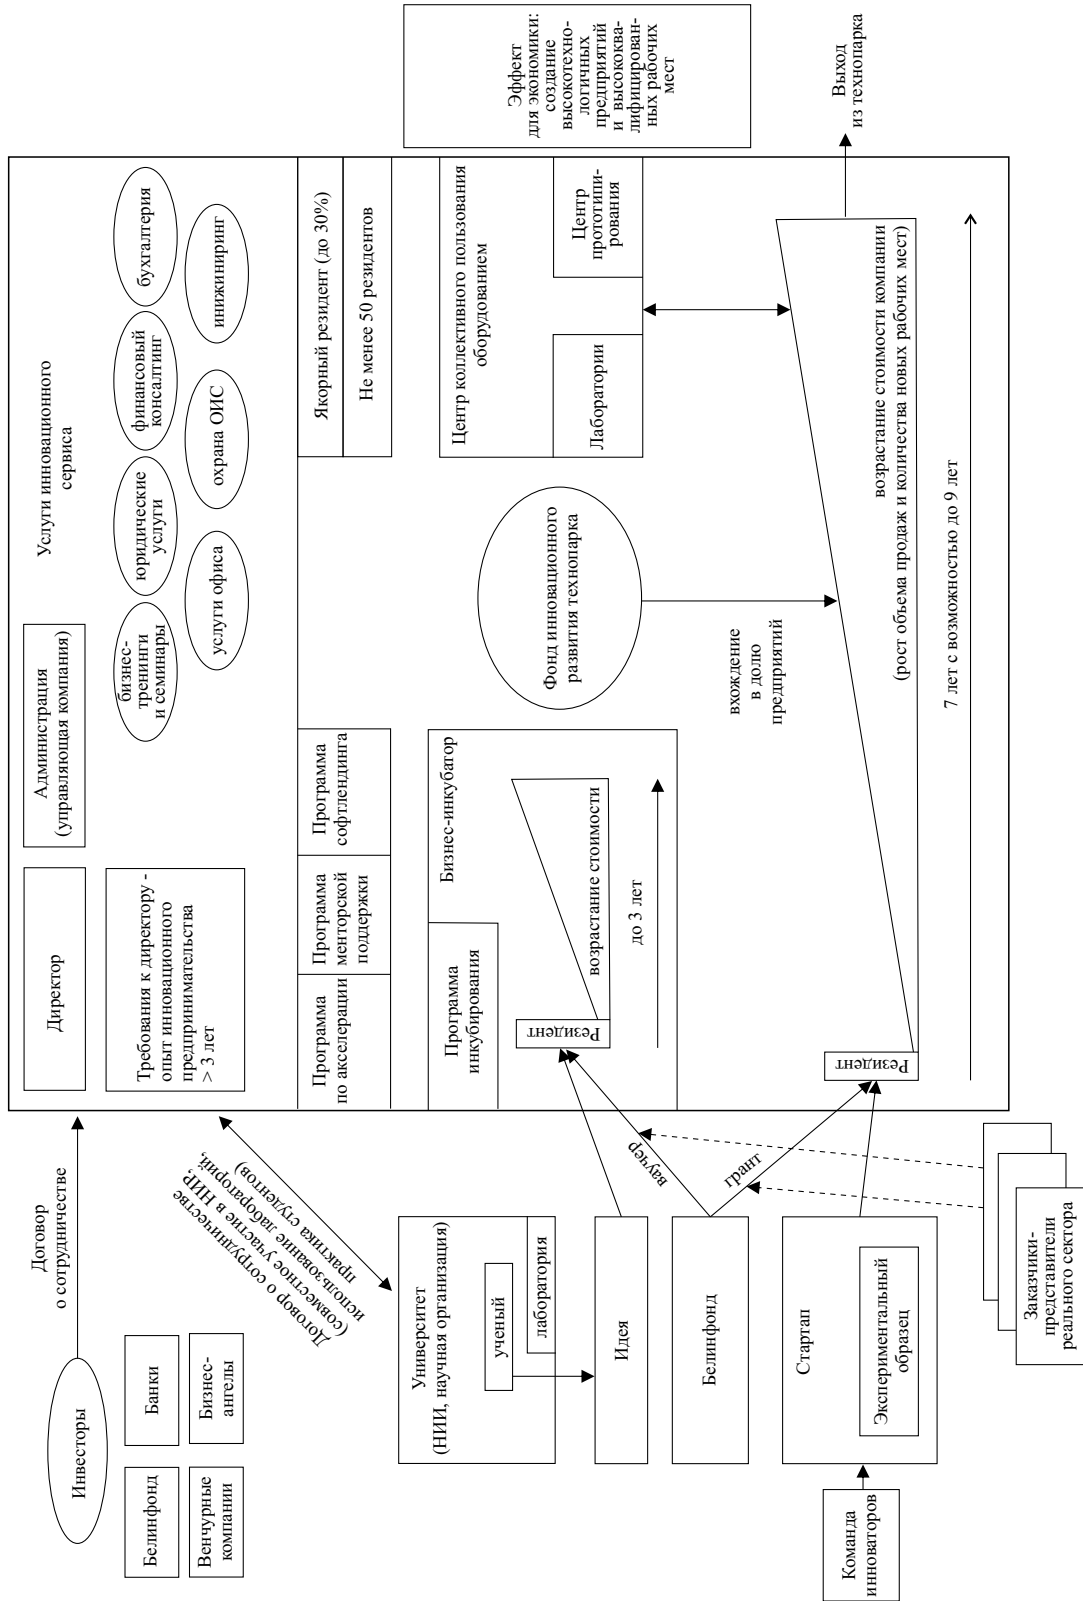 Инвесторы
Белинфонд
Банки
Венчурные
компании
Бизнес-
ангелы
Договор
о сотрудничестве
Договор о сотрудничестве
(совместное участие в НИР,
использование лабораторий,
практика студентов)
Университет
(НИИ, научная организация)
ученый
лаборатория
Идея
Белинфонд
ваучер
грант
Стартап
Экспериментальный
образец
Команда
инноваторов
Заказчики-
представители
реального сектора
Директор
Требования к директору -
опыт инновационного
предпринимательства
> 3 лет
Администрация
(управляющая компания)
Услуги инновационного
сервиса
бизнес-
тренинги
и семинары
юридические
услуги
финансовый
консалтинг
бухгалтерия
услуги офиса
охрана ОИС
инижиниринг
Программа
по акселерации
Программа
менторской
поддержки
Программа
софтлендинга
Якорный резидент (до 30%)
Не менее 50 резидентов
Программа
инкубирования
Бизнес-инкубатор
Резидент
возрастание стоимости
до 3 лет
Фонд инновационного
развития технопарка
вхождение
в долю
предприятий
Центр коллективного пользования
оборудованием
Лаборатории
Центр
прототипи-
рования
Резидент
возрастание стоимости компании
(рост объема продаж и количества новых рабочих мест)
7 лет с возможностью до 9 лет
Эффект
для экономики:
создание
высокотехно-
логичных
предприятий
и высококва-
лифицирован-
ных рабочих
мест
Выход
из технопарка